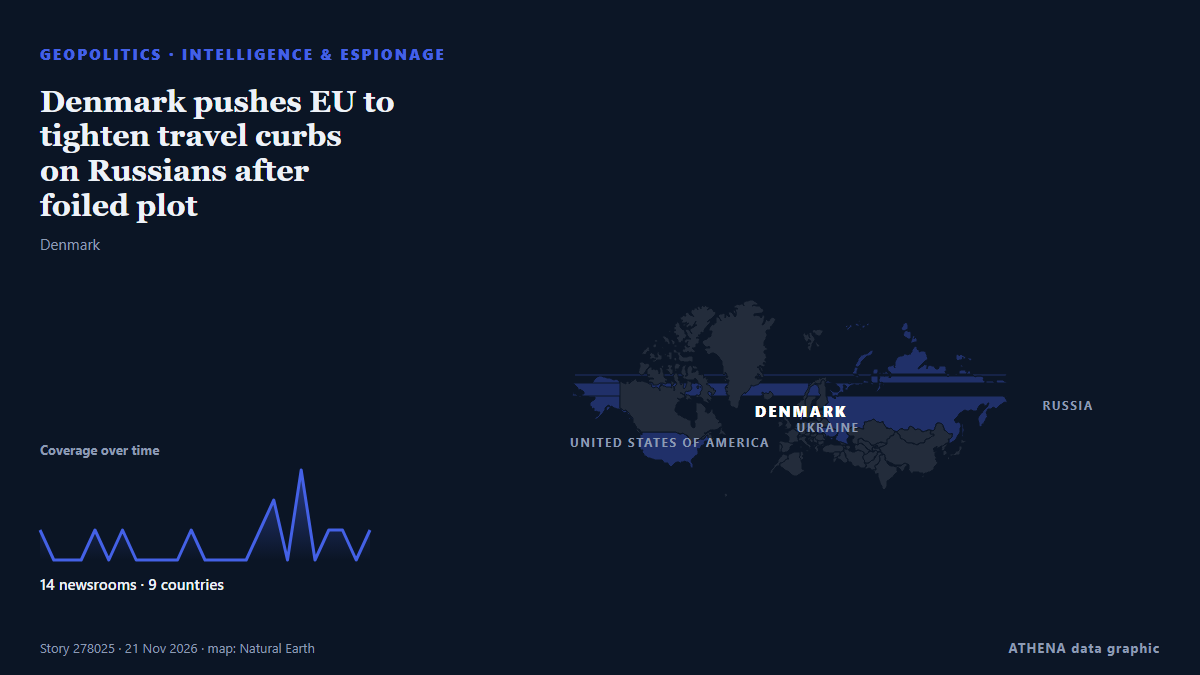 GEOPOLITICS · INTELLIGENCE & ESPIONAGE
Denmark pushes EU to
tighten travel curbs
on Russians after
foiled plot
Denmark
DENMARK
RUSSIA
UKRAINE
UNITED STATES OF AMERICA
Coverage over time
14 newsrooms · 9 countries
Story 278025 · 21 Nov 2026 · map: Natural Earth
ATHENA data graphic